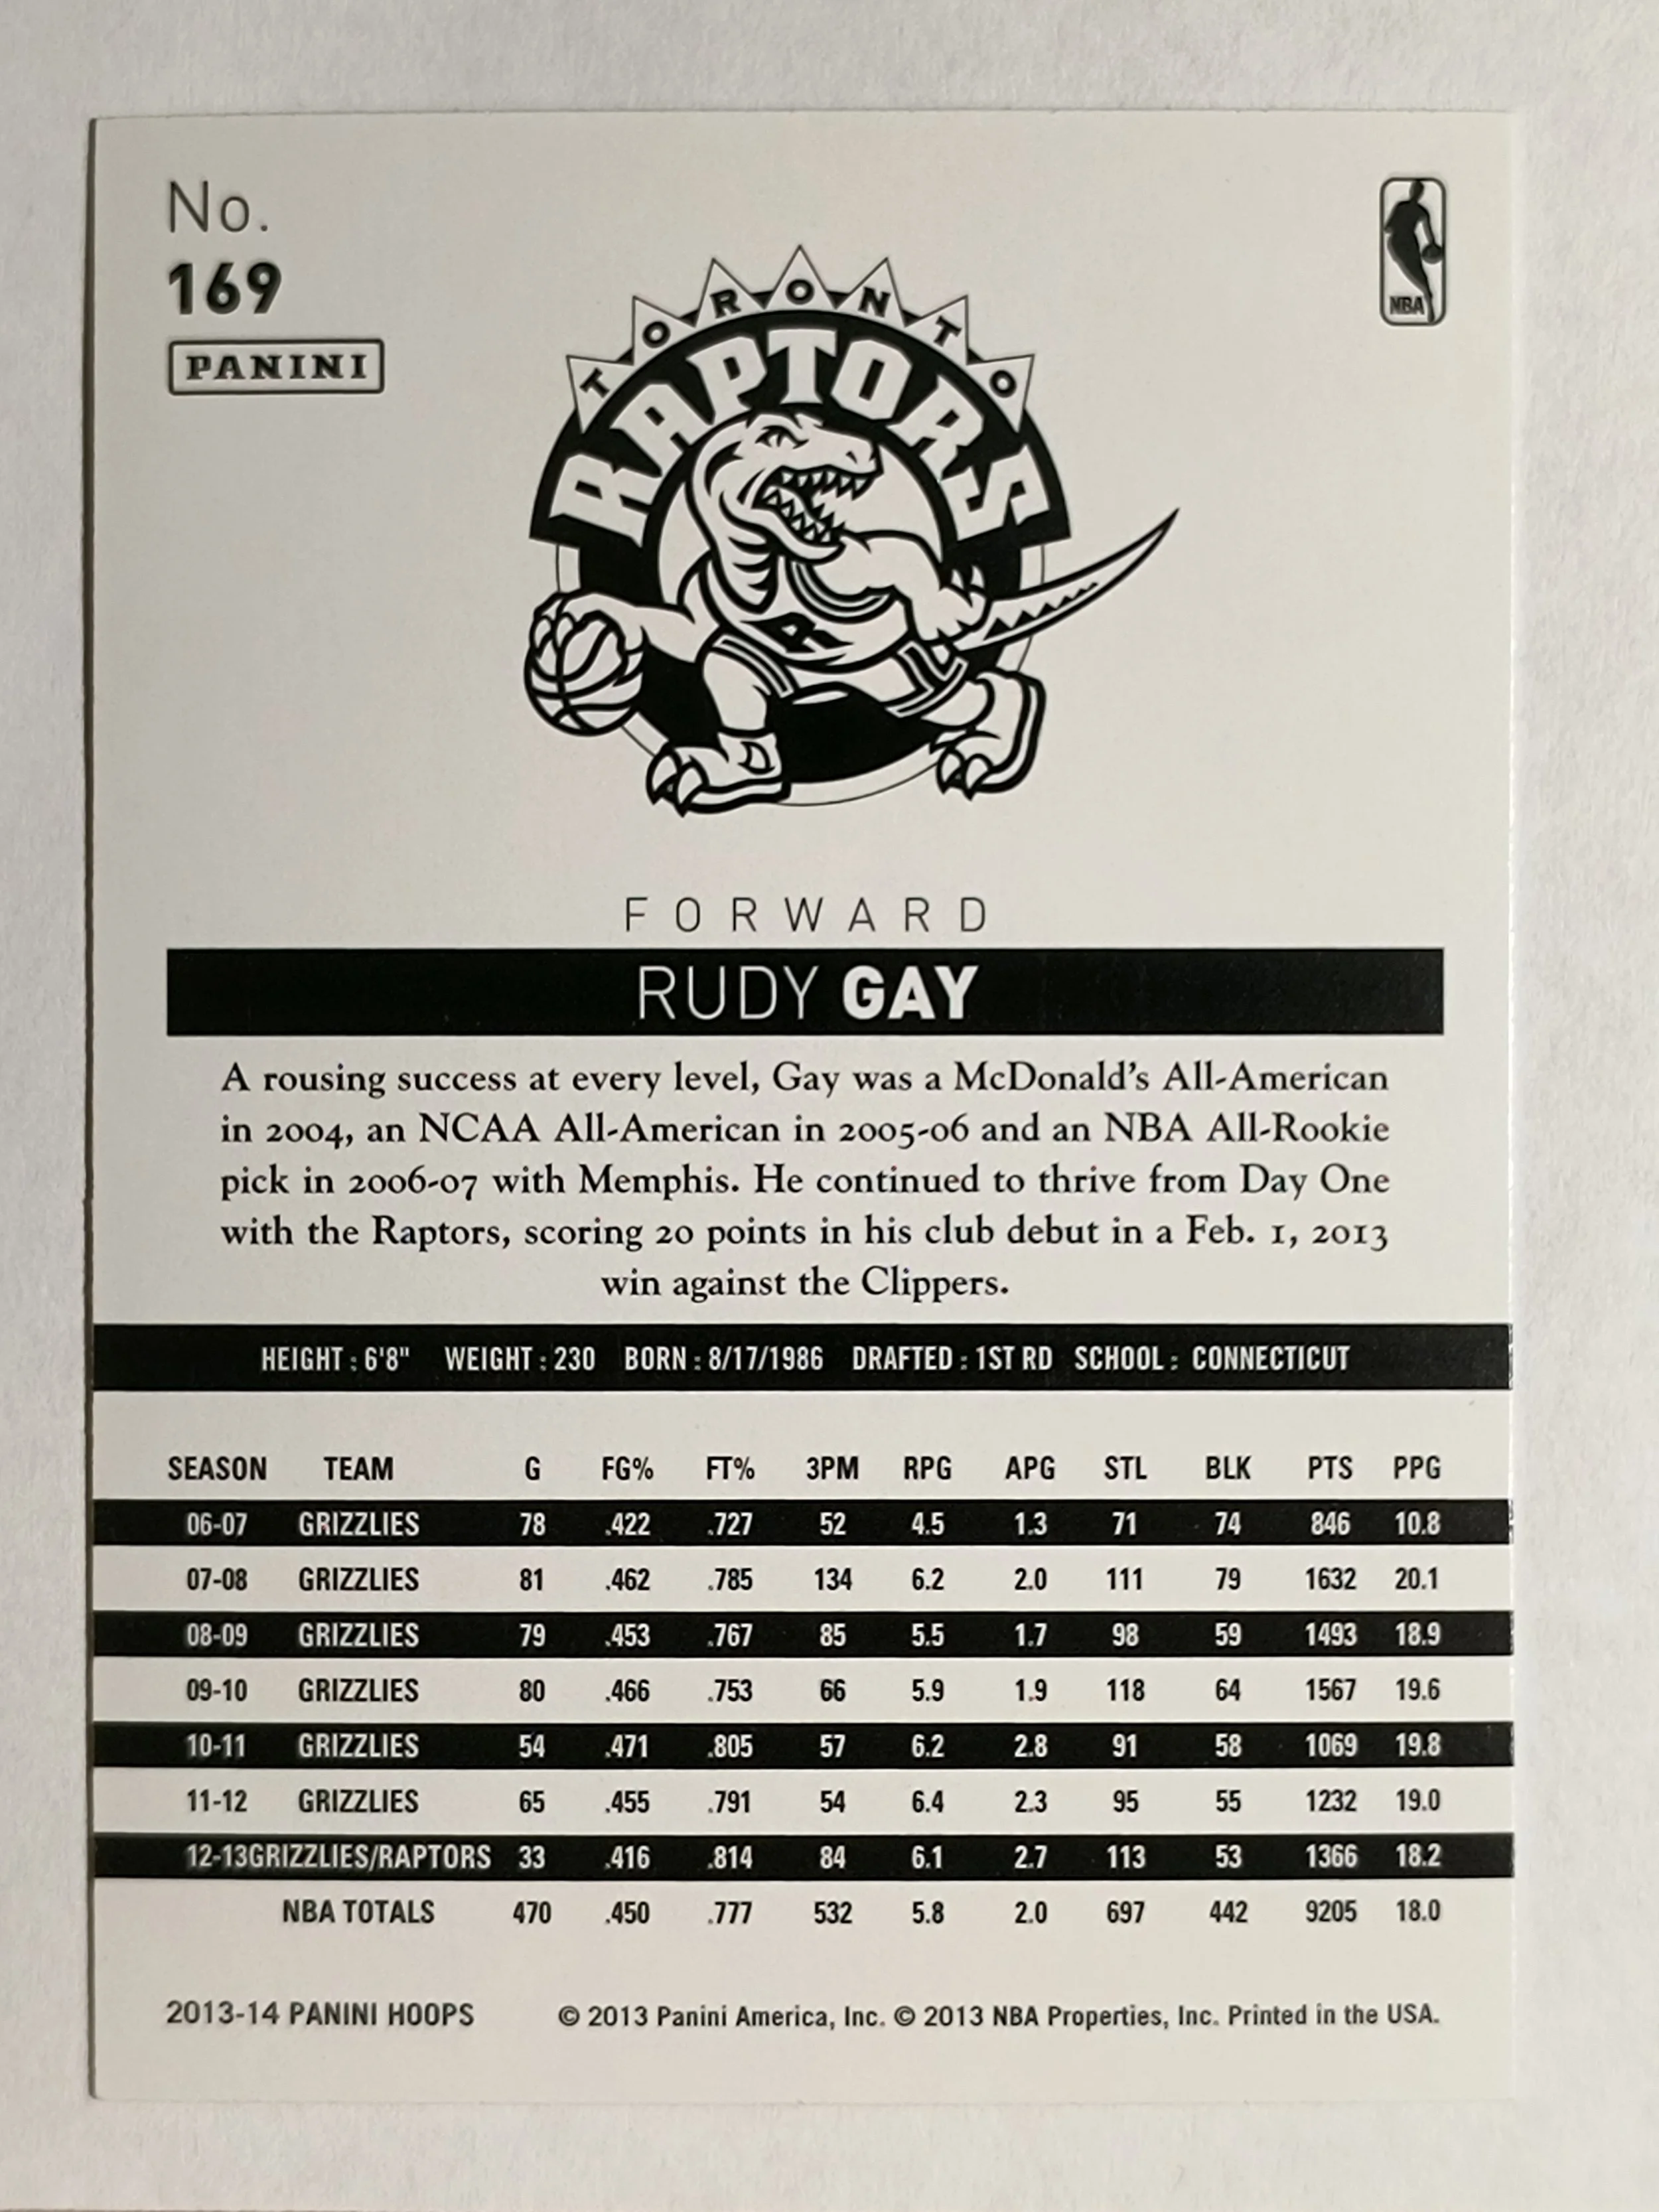 No.
169
PANINI
NBA
TORONTO
RAPTORS
R
FORWARD
RUDY GAY
A rousing success at every level, Gay was a McDonald's All-American
in 2004, an NCAA All-American in 2005-06 and an NBA All-Rookie
pick in 2006-07 with Memphis. He continued to thrive from Day One
with the Raptors, scoring 20 points in his club debut in a Feb. 1, 2013
win against the Clippers.
HEIGHT : 6'8" WEIGHT : 230 BORN : 8/17/1986 DRAFTED : 1ST RD SCHOOL : CONNECTICUT
SEASON TEAM G FG% FT% 3PM RPG APG STL BLK PTS PPG
06-07 GRIZZLIES 78 .422 .727 52 4.5 1.3 71 74 846 10.8
07-08 GRIZZLIES 81 .462 .785 134 6.2 2.0 111 79 1632 20.1
08-09 GRIZZLIES 79 .453 .767 85 5.5 1.7 98 59 1493 18.9
09-10 GRIZZLIES 80 .466 .753 66 5.9 1.9 118 64 1567 19.6
10-11 GRIZZLIES 54 .471 .805 57 6.2 2.8 91 58 1069 19.8
11-12 GRIZZLIES 65 .455 .791 54 6.4 2.3 95 55 1232 19.0
12-13GRIZZLIES/RAPTORS 33 .416 .814 84 6.1 2.7 113 53 1366 18.2
NBA TOTALS 470 .450 .777 532 5.8 2.0 697 442 9205 18.0
2013-14 PANINI HOOPS © 2013 Panini America, Inc. © 2013 NBA Properties, Inc. Printed in the USA.